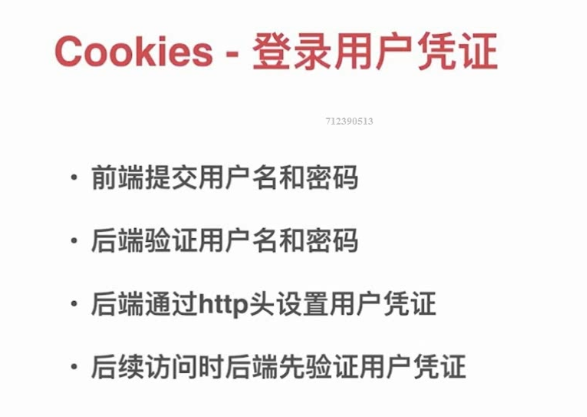 Cookies - 登录用户凭证
712390513
• 前端提交用户名和密码
• 后端验证用户名和密码
• 后端通过http头设置用户凭证
• 后续访问时后端先验证用户凭证